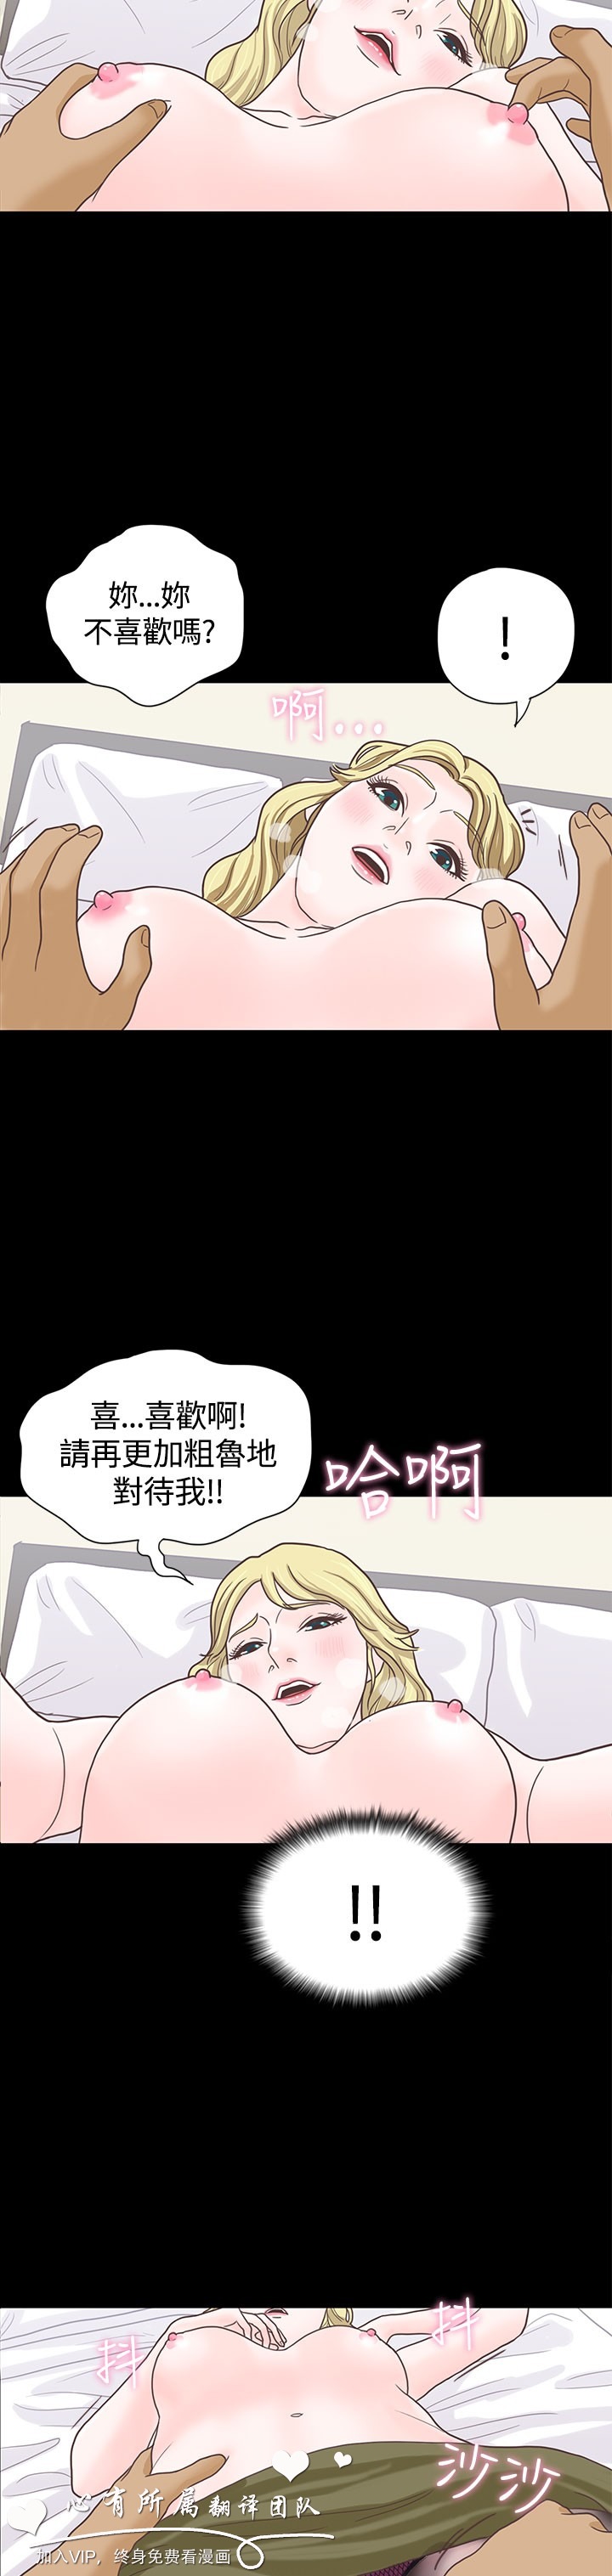 妳...妳
不喜歡嗎?
!
啊...
喜...喜歡啊!
請再更加粗魯地
對待我!!
哈啊
!!
抖
抖
沙沙
心有所属翻译团队
加入VIP，终身免费看漫画